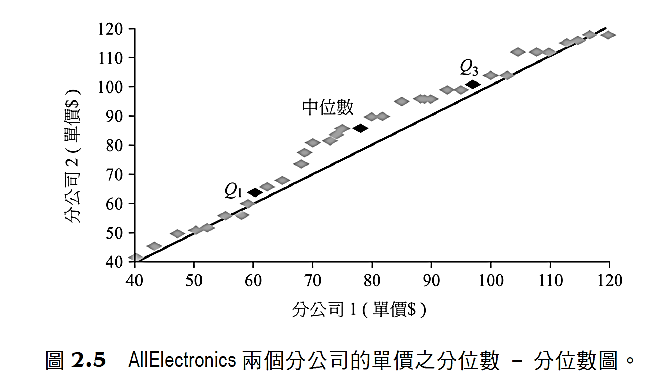 120
110
100
90
80
70
60
50
40
分公司 2 ( 單價$ )
Q1
中位數
Q3
40 50 60 70 80 90 100 110 120
分公司 1 ( 單價$ )
圖 2.5 AllElectronics 兩個分公司的單價之分位數 – 分位數圖。